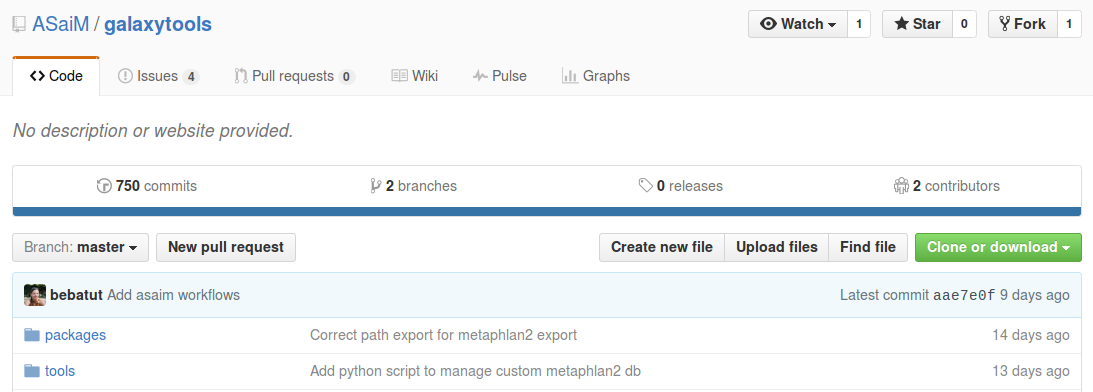 ASaiM / galaxytools Watch 1 Star 0 Fork 1
Code Issues 4 Pull requests 0 Wiki Pulse Graphs
No description or website provided.
750 commits 2 branches 0 releases 2 contributors
Branch: master New pull request Create new file Upload files Find file Clone or download
bebatut Add asaim workflows Latest commit aae7e0f 9 days ago
packages Correct path export for metaphlan2 export 14 days ago
tools Add python script to manage custom metaphlan2 db 13 days ago